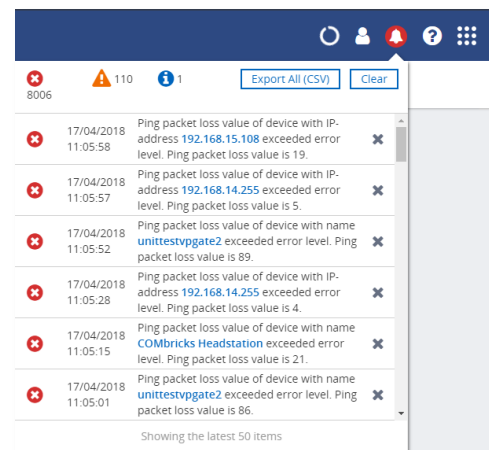 ?
110
1
Export All (CSV)
Clear
8006
17/04/2018
11:05:58
Ping packet loss value of device with IP-
address 192.168.15.108 exceeded error
level. Ping packet loss value is 19.
17/04/2018
11:05:57
Ping packet loss value of device with IP-
address 192.168.14.255 exceeded error
level. Ping packet loss value is 5.
17/04/2018
11:05:52
Ping packet loss value of device with name
unittestvpgate2 exceeded error level. Ping
packet loss value is 89.
17/04/2018
11:05:28
Ping packet loss value of device with IP-
address 192.168.14.255 exceeded error
level. Ping packet loss value is 4.
17/04/2018
11:05:15
Ping packet loss value of device with name
COMbricks Headstation exceeded error
level. Ping packet loss value is 21.
17/04/2018
11:05:01
Ping packet loss value of device with name
unittestvpgate2 exceeded error level. Ping
packet loss value is 86.
Showing the latest 50 items